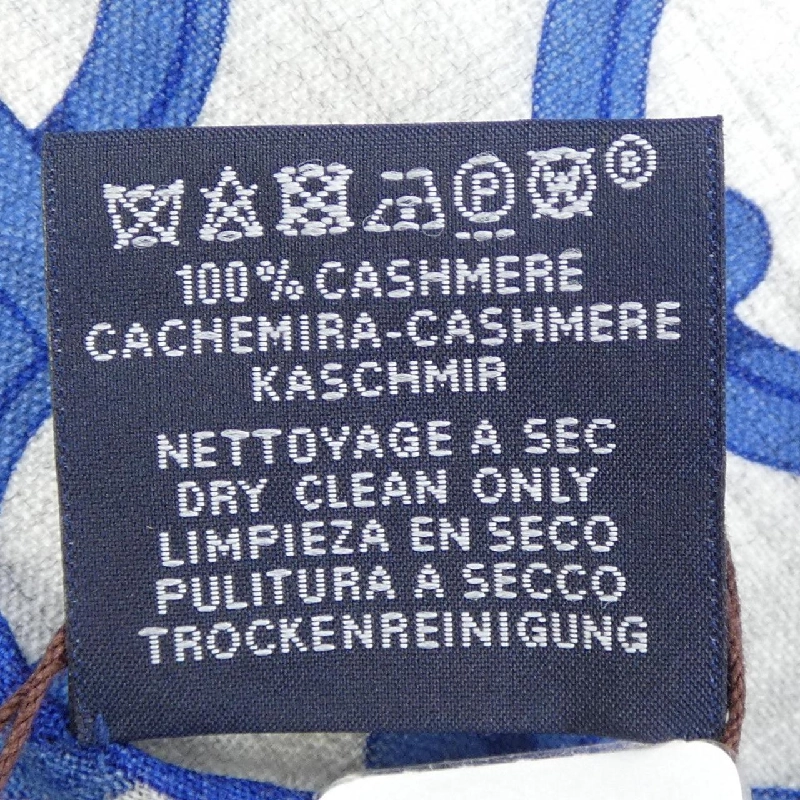 P W ®
100% CASHMERE
CACHEMIRA-CASHMERE
KASCHMIR
NETTOYAGE A SEC
DRY CLEAN ONLY
LIMPIEZA EN SECO
PULITURA A SECCO
TROCKENREINIGUNG